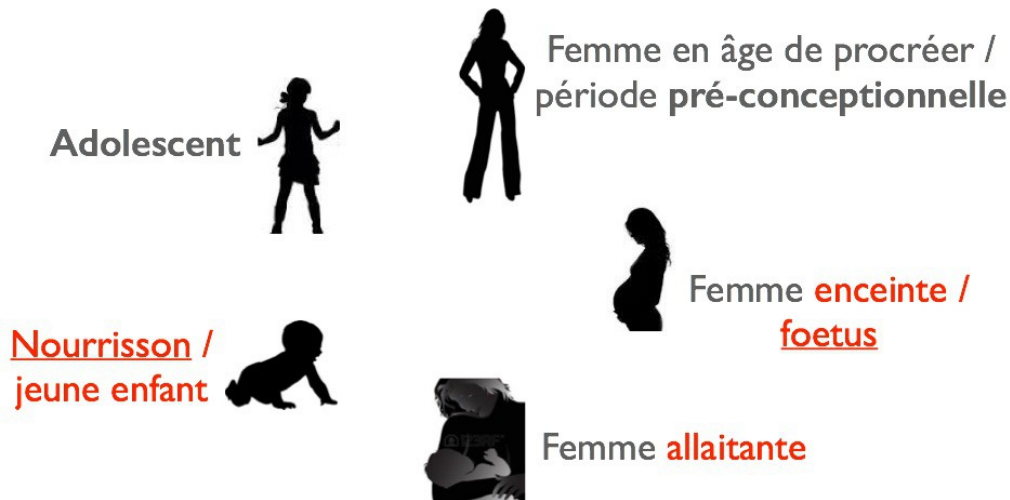 Femme en âge de procréer /
période pré-conceptionnelle
Adolescent
Femme enceinte /
foetus
Nourrisson /
jeune enfant
Femme allaitante